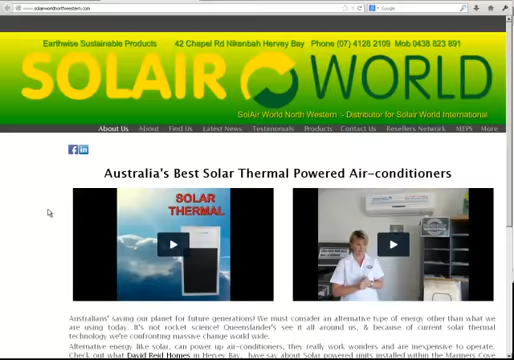 www.solairworldnorthwestern.com
Google
Earthwise Sustainable Products 42 Chapel Rd Nikenbah Hervey Bay Phone (07) 4128 2109 Mob 0438 823 891
SOLAIR WORLD
SolAir World North Western :- Distributor for Solair World International
About Us About Find Us Latest News Testimonials Products Contact Us Resellers Network MEPS More
f in
Australia's Best Solar Thermal Powered Air-conditioners
SOLAR
THERMAL
Australians' saving our planet for future generations! We must consider an alternative type of energy other than what we
are using today. It's not rocket science! Queenslander's see it all around us, & because of current solar thermal
technology we're confronting massive change world wide.
Alternative energy like solar, can power up air-conditioners, they really work wonders and are inexpensive to operate.
Check out what David Reid Homes in Hervey Bay, have say about Solar powered units installed within the Manners Cove